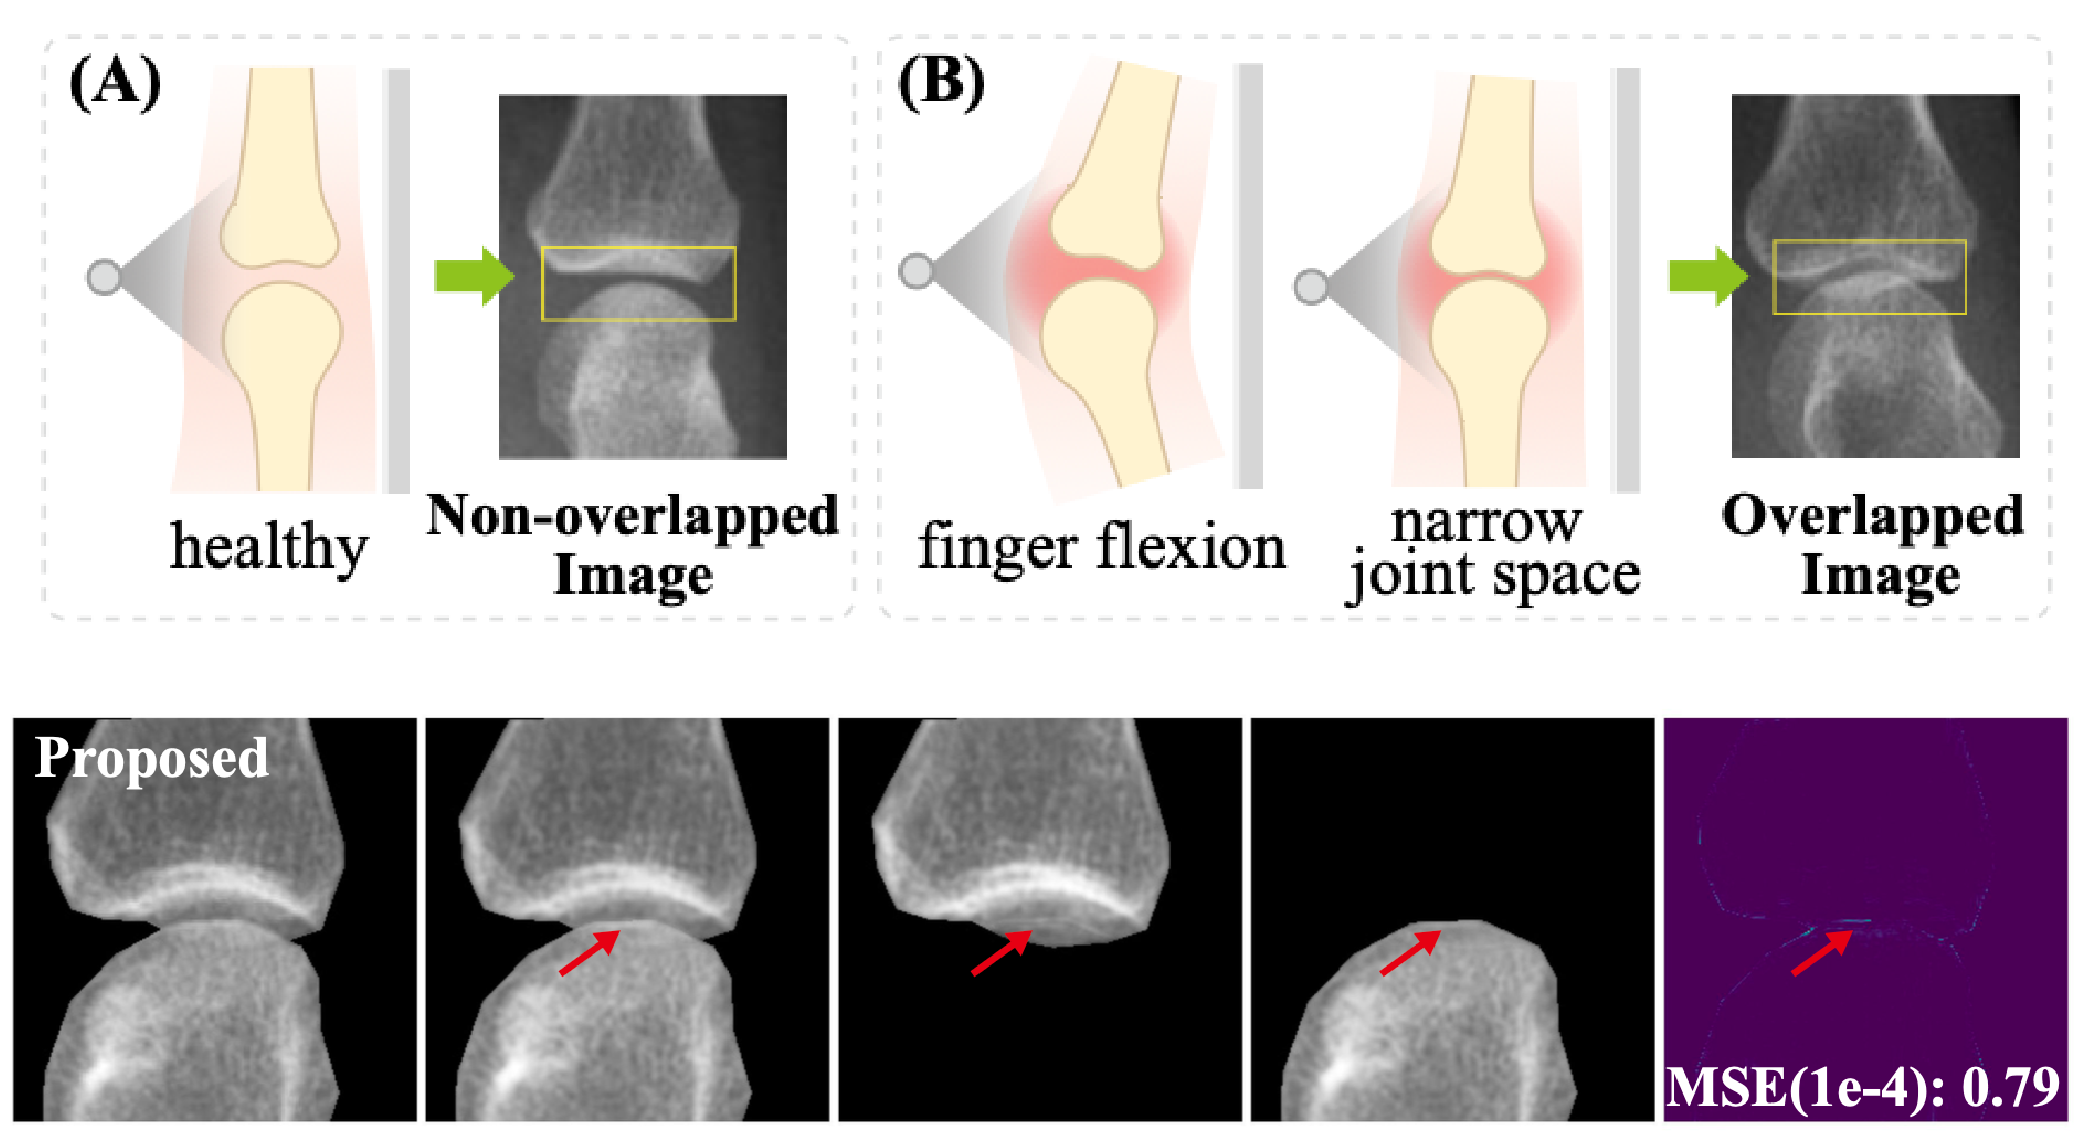 (A)
healthy
Non-overlapped
Image
(B)
finger flexion
narrow
joint space
Overlapped
Image
Proposed
MSE(1e-4): 0.79